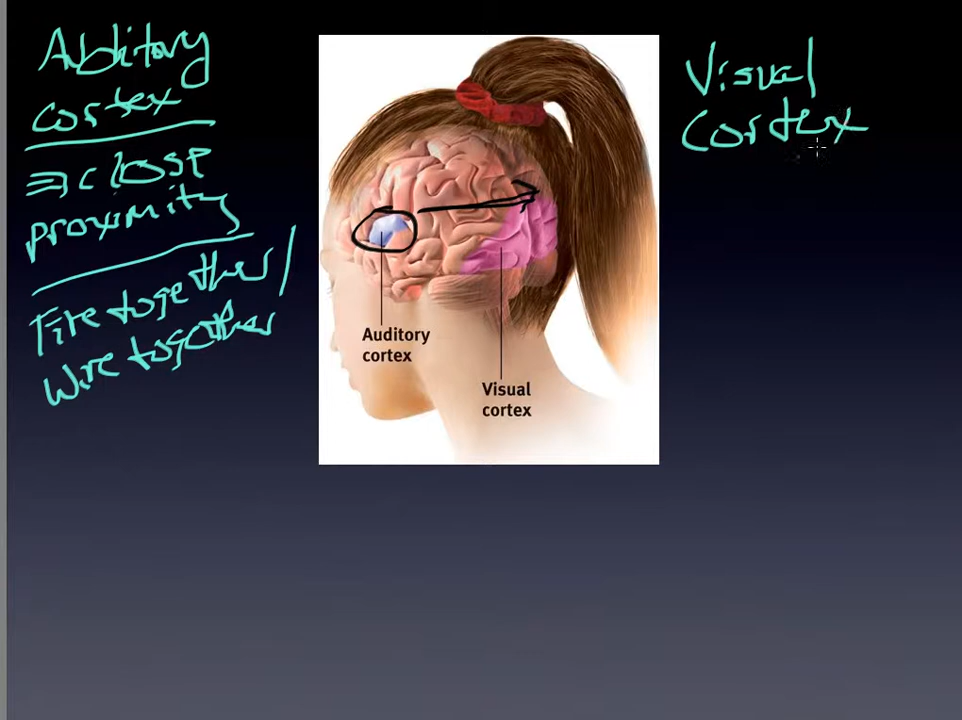 Auditory
cortex
⇒ close
proximity
Fire together/
Wire together
Auditory
cortex
Visual
cortex
Visual
Cortex